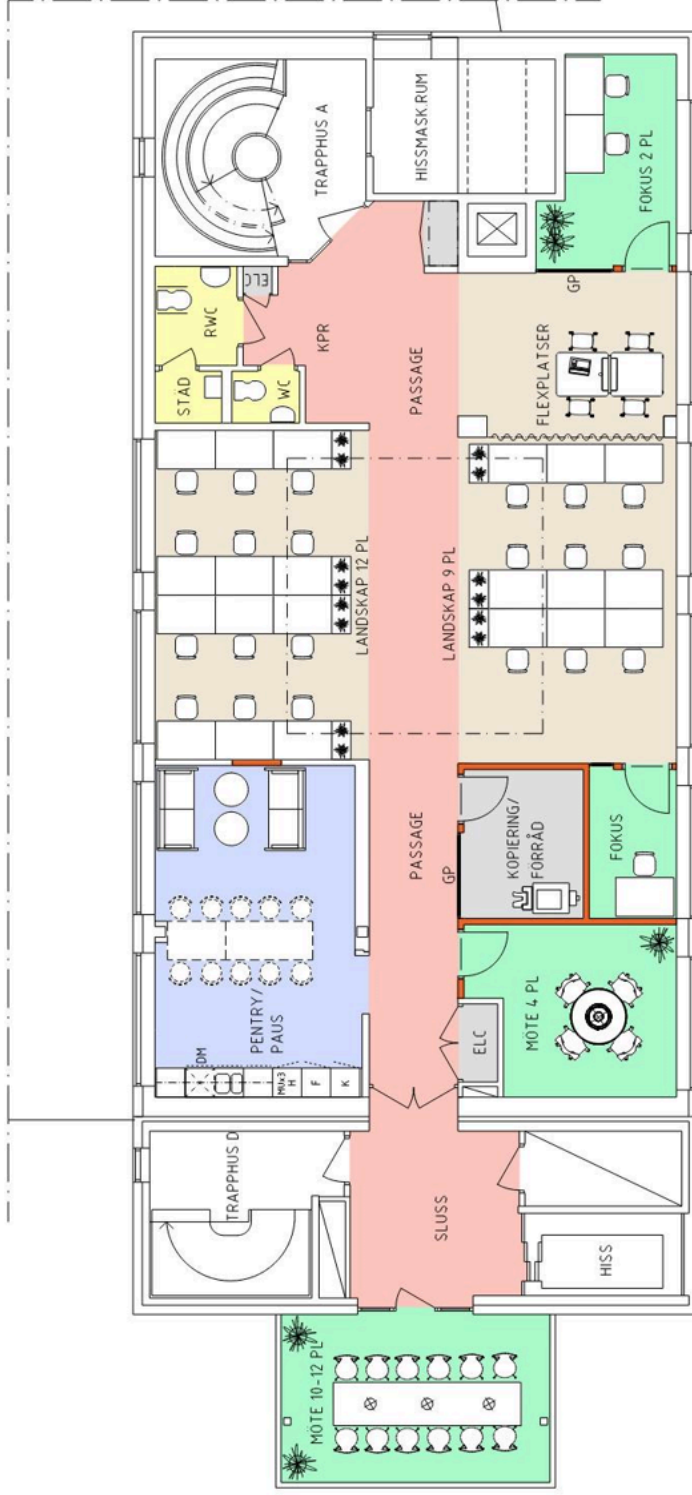 TRAPPHUS A
HISSMASK.RUM
FOKUS 2 PL
RWC
ELC
STÄD
WC
KPR
PASSAGE
GP
FLEXPLATSER
LANDSKAP 12 PL
LANDSKAP 9 PL
PENTRY/
PAUS
DM
MUx3
H
F
K
PASSAGE
GP
KOPIERING/
FÖRRÅD
FOKUS
MÖTE 4 PL
ELC
TRAPPHUS D
SLUSS
HISS
MÖTE 10-12 PL